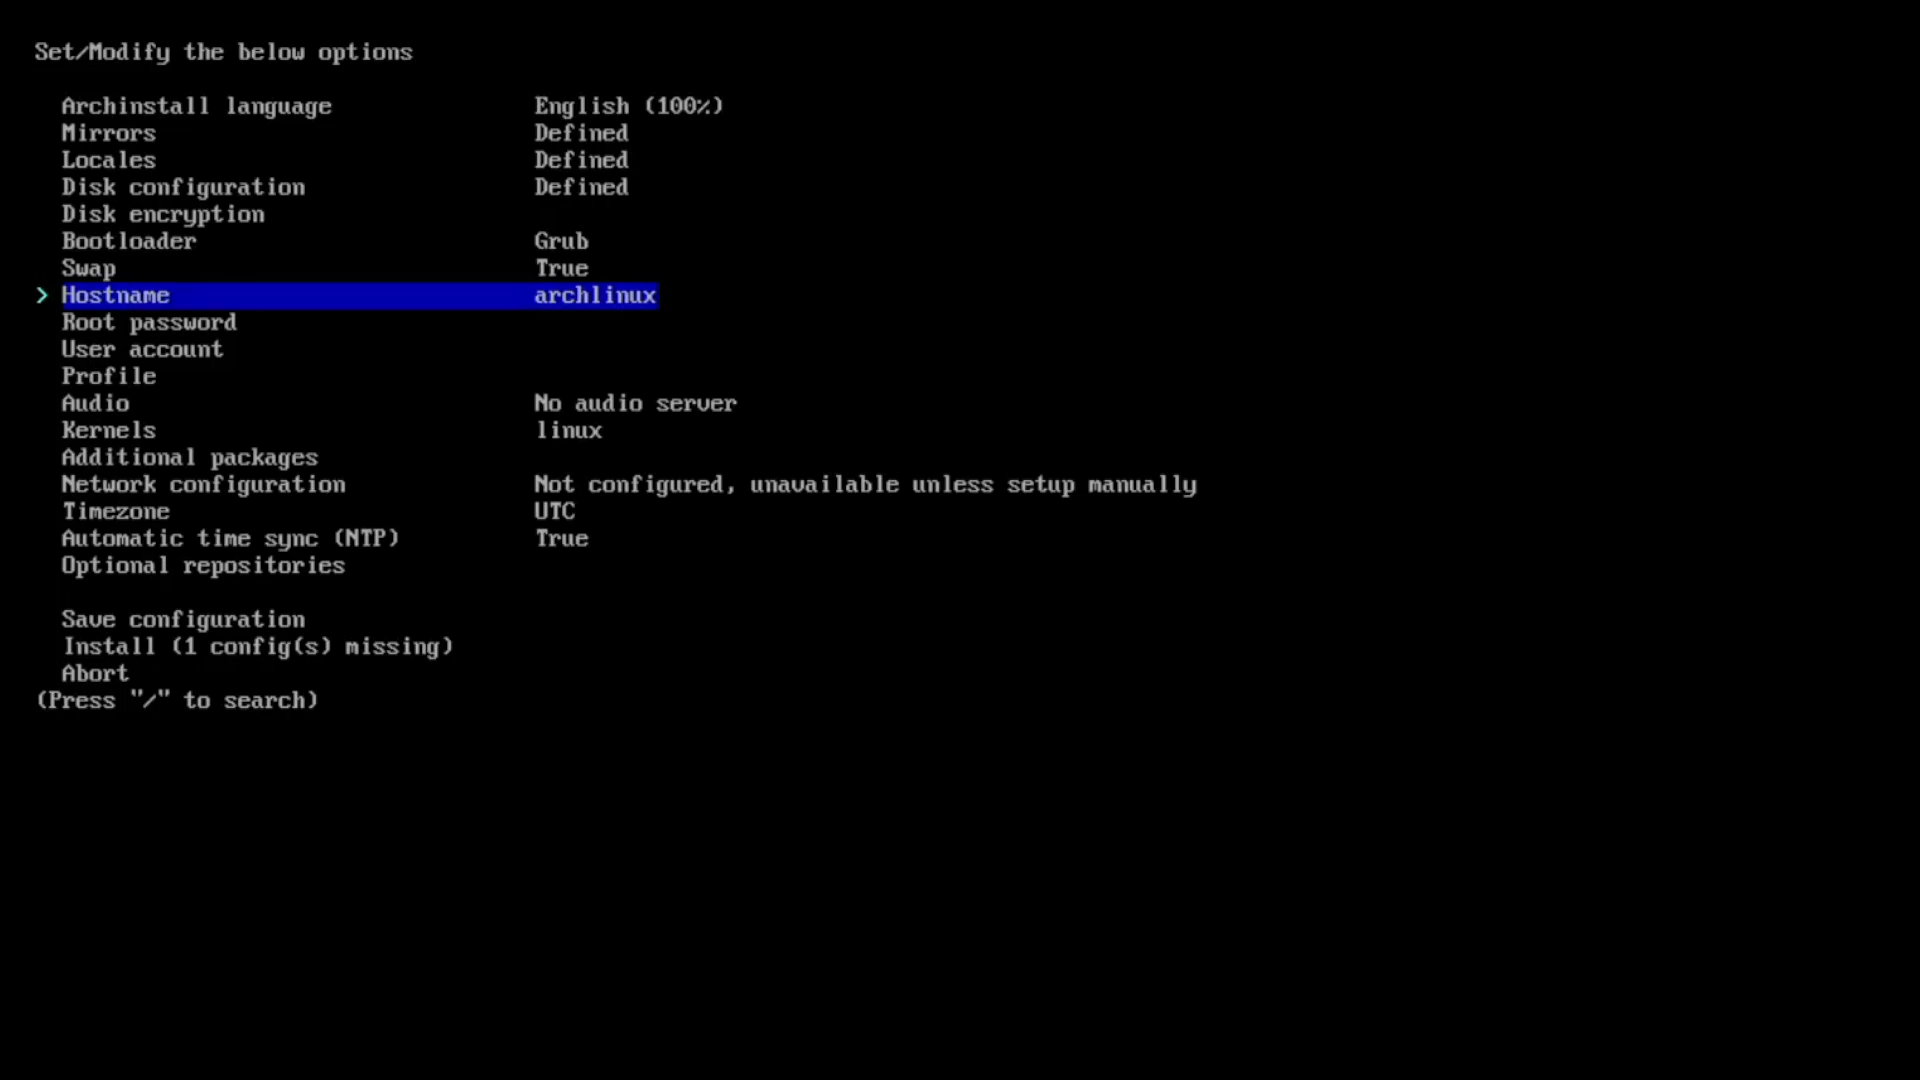 Set/Modify the below options
Archinstall language English (100%)
Mirrors Defined
Locales Defined
Disk configuration Defined
Disk encryption
Bootloader Grub
Swap True
> Hostname archlinux
Root password
User account
Profile
Audio No audio server
Kernels linux
Additional packages
Network configuration Not configured, unavailable unless setup manually
Timezone UTC
Automatic time sync (NTP) True
Optional repositories
Save configuration
Install (1 config(s) missing)
Abort
(Press "/" to search)